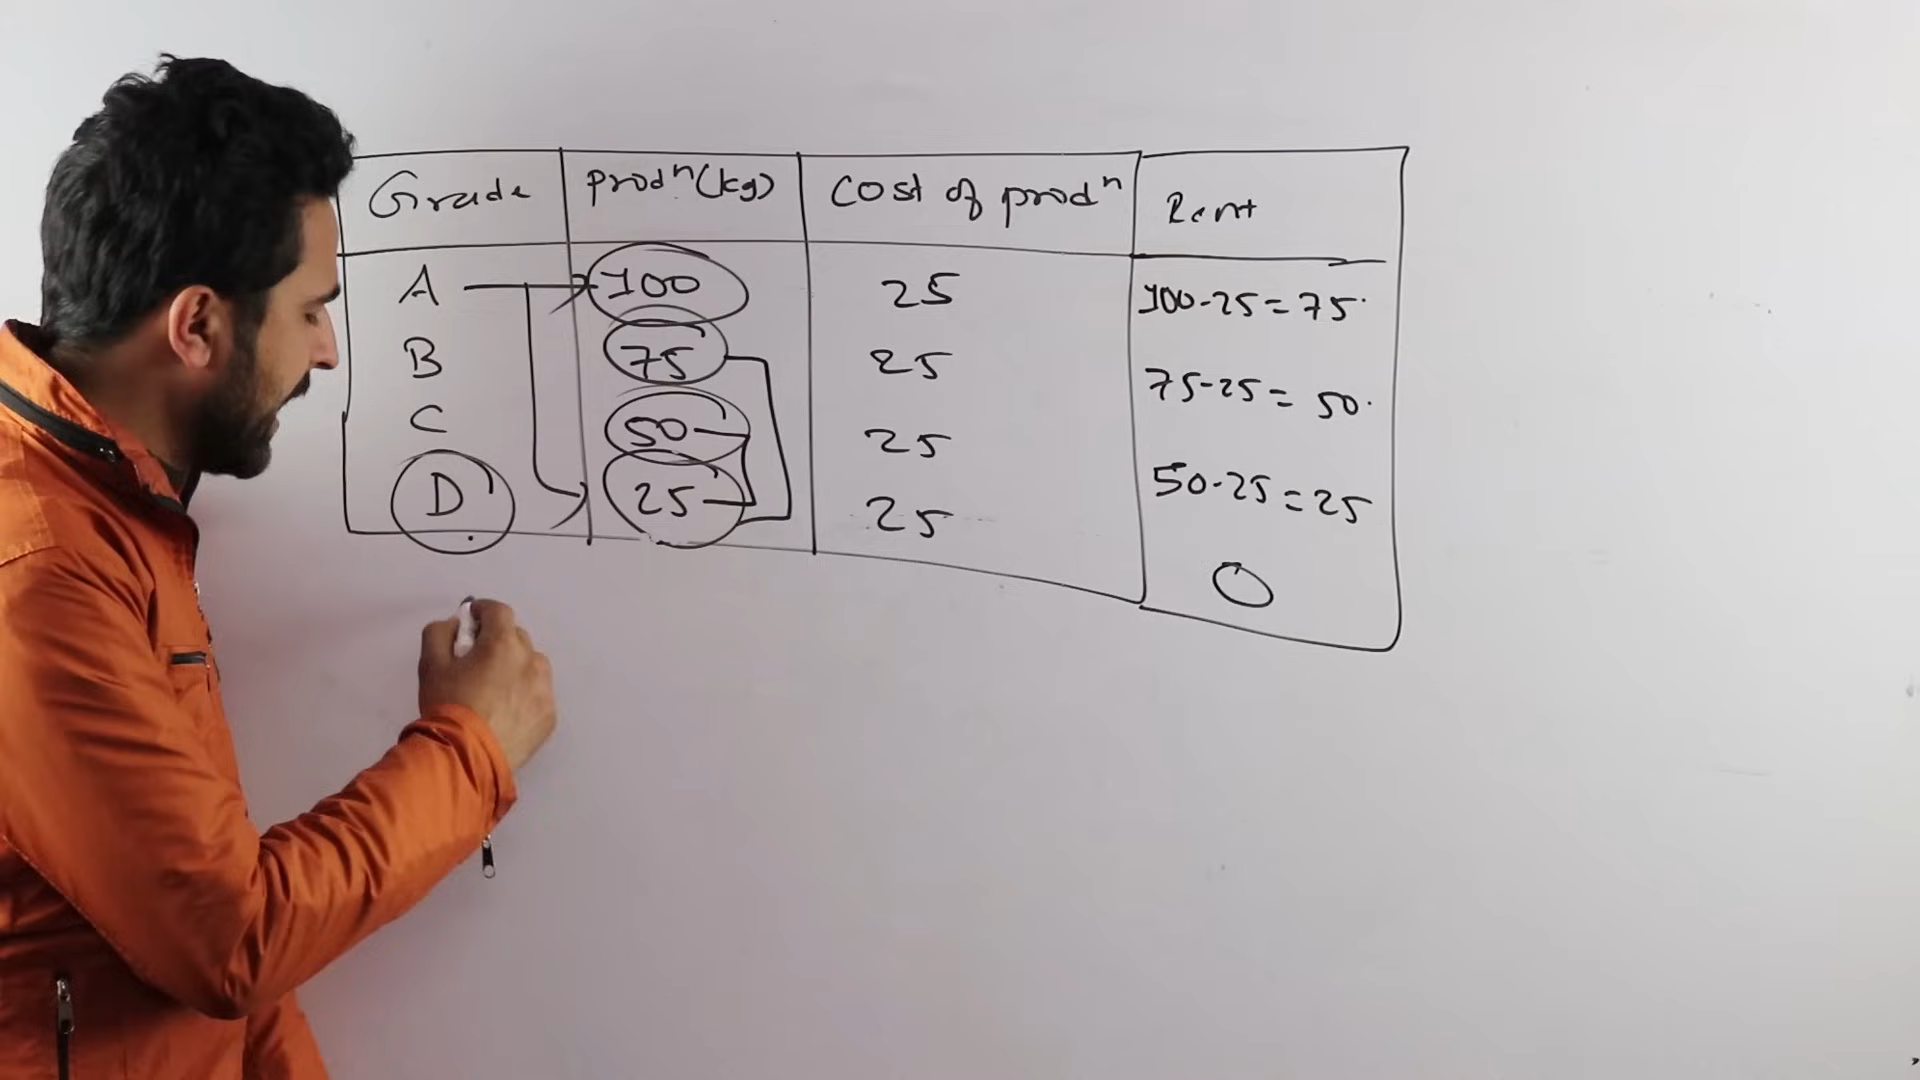 Grade prodⁿ(kg) Cost of prodⁿ Rent
A 100 25 100-25=75
B 75 25 75-25=50
C 50 25 50-25=25
D 25 25 0